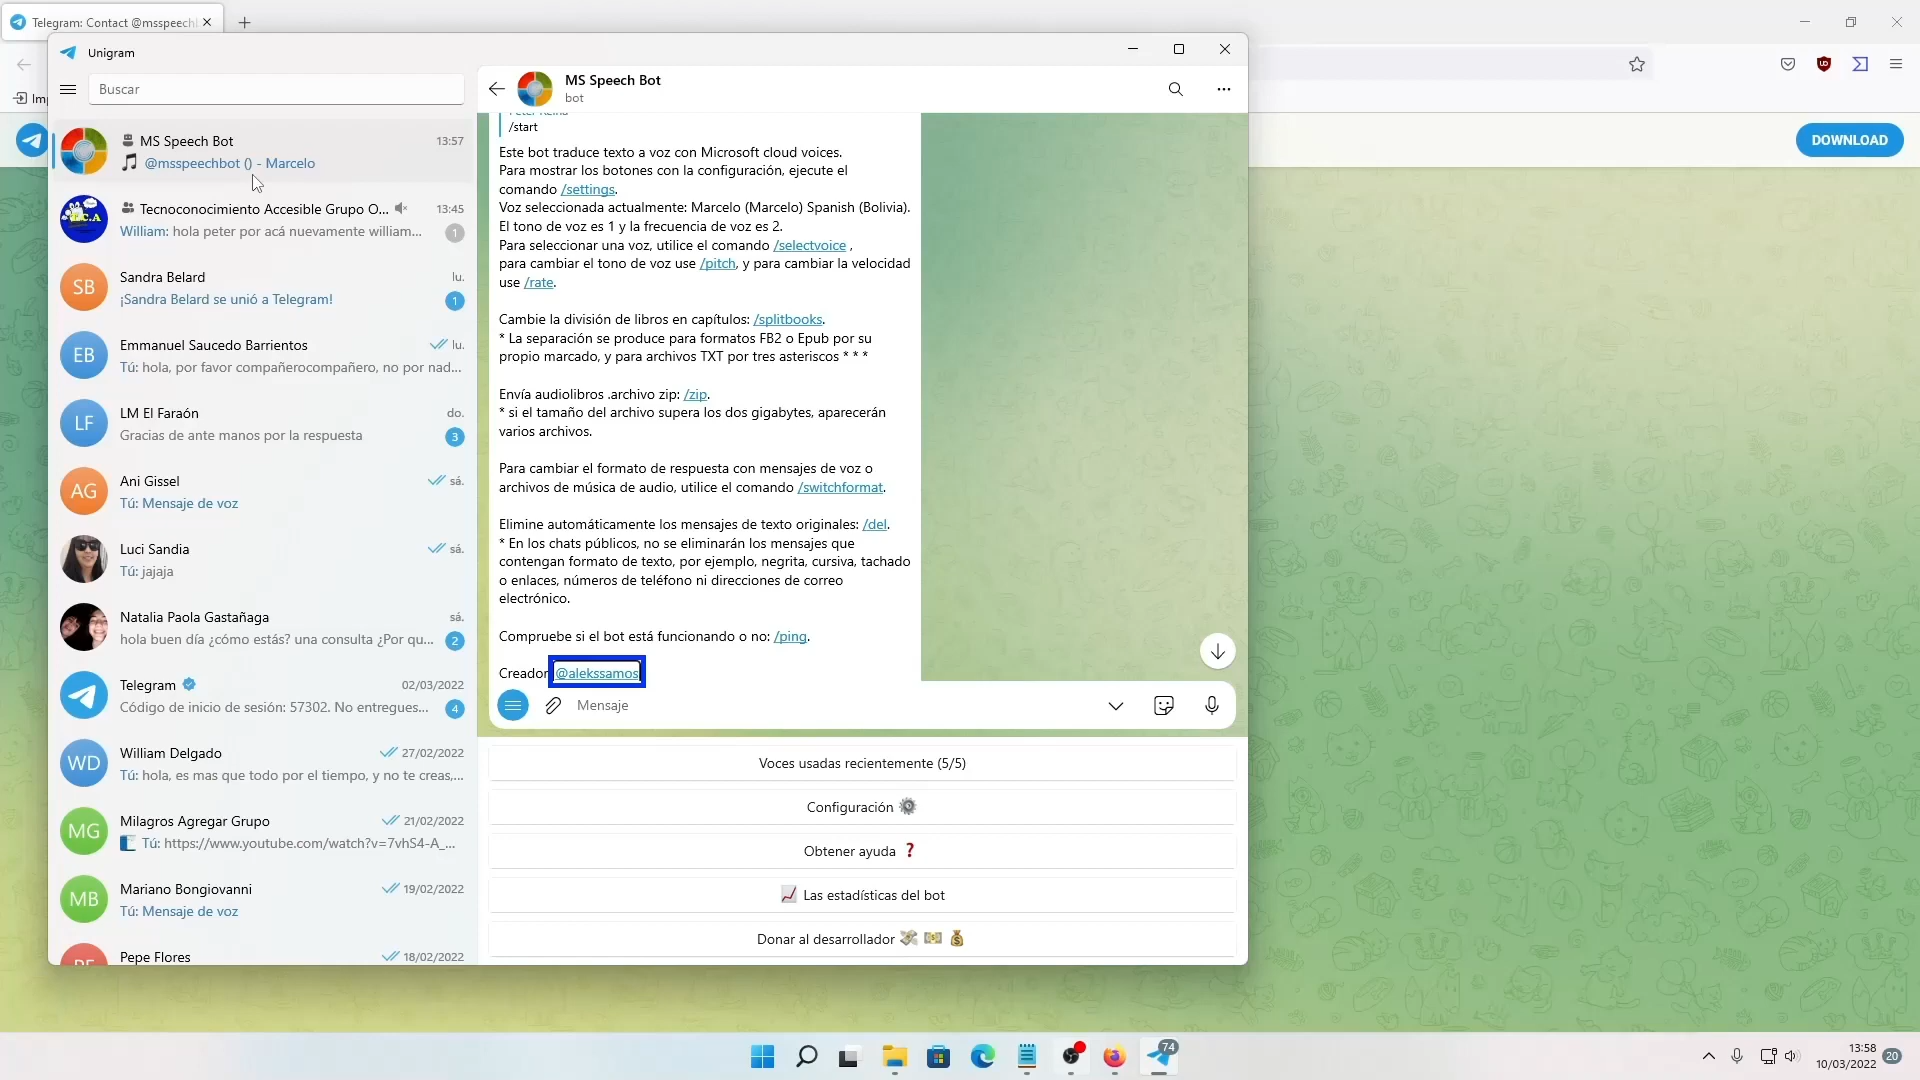 Telegram: Contact @msspeech
Unigram
Buscar
MS Speech Bot
13:57
@msspeechbot () - Marcelo
Tecnoconocimiento Accesible Grupo O...
13:45
William: hola peter por acá nuevamente william...
1
SB
Sandra Belard
lu.
¡Sandra Belard se unió a Telegram!
1
EB
Emmanuel Saucedo Barrientos
lu.
Tú: hola, por favor compañerocompañero, no por nad...
LF
LM El Faraón
do.
Gracias de ante manos por la respuesta
3
AG
Ani Gissel
sá.
Tú: Mensaje de voz
Luci Sandia
sá.
Tú: jajaja
Natalia Paola Gastañaga
sá.
hola buen día ¿cómo estás? una consulta ¿Por qu...
2
Telegram
02/03/2022
Código de inicio de sesión: 57302. No entregues...
4
WD
William Delgado
27/02/2022
Tú: hola, es mas que todo por el tiempo, y no te creas,...
MG
Milagros Agregar Grupo
21/02/2022
Tú: https://www.youtube.com/watch?v=7vhS4-A_...
MB
Mariano Bongiovanni
19/02/2022
Tú: Mensaje de voz
Pepe Flores
18/02/2022
MS Speech Bot
bot
/start
Este bot traduce texto a voz con Microsoft cloud voices.
Para mostrar los botones con la configuración, ejecute el
comando /settings.
Voz seleccionada actualmente: Marcelo (Marcelo) Spanish (Bolivia).
El tono de voz es 1 y la frecuencia de voz es 2.
Para seleccionar una voz, utilice el comando /selectvoice ,
para cambiar el tono de voz use /pitch, y para cambiar la velocidad
use /rate.
Cambie la división de libros en capítulos: /splitbooks.
* La separación se produce para formatos FB2 o Epub por su
propio marcado, y para archivos TXT por tres asteriscos * * *
Envía audiolibros .archivo zip: /zip.
* si el tamaño del archivo supera los dos gigabytes, aparecerán
varios archivos.
Para cambiar el formato de respuesta con mensajes de voz o
archivos de música de audio, utilice el comando /switchformat.
Elimine automáticamente los mensajes de texto originales: /del.
* En los chats públicos, no se eliminarán los mensajes que
contengan formato de texto, por ejemplo, negrita, cursiva, tachado
o enlaces, números de teléfono ni direcciones de correo
electrónico.
Compruebe si el bot está funcionando o no: /ping.
Creador @alekssamos
Mensaje
Voces usadas recientemente (5/5)
Configuración
Obtener ayuda ❓
Las estadísticas del bot
Donar al desarrollador
DOWNLOAD
74
13:58
10/03/2022
20